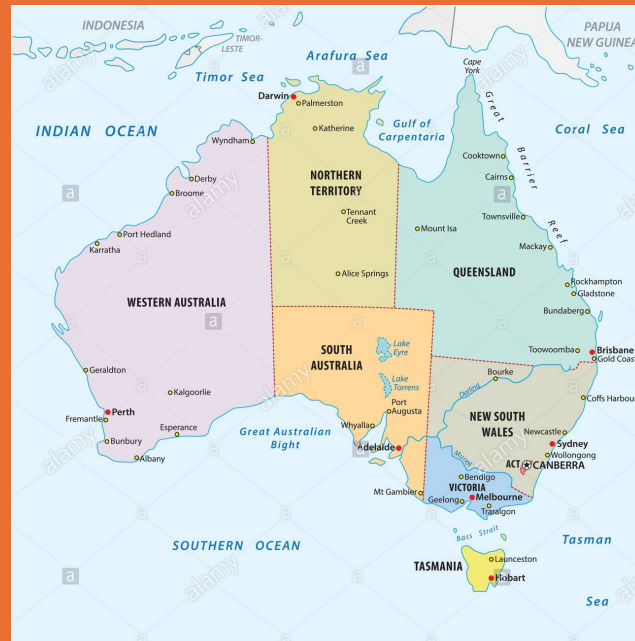 INDONESIA
PAPUA
NEW GUINEA
TIMOR-
LESTE
Arafura Sea
Timor Sea
Cape
York
Darwin
Palmerston
Great
Barrier
Reef
INDIAN OCEAN
Katherine
Gulf of
Carpentaria
Coral Sea
Wyndham
Cooktown
NORTHERN
TERRITORY
Derby
Cairns
Broome
Tennant
Creek
Townsville
Mount Isa
Port Hedland
Karratha
Mackay
Alice Springs
QUEENSLAND
Rockhampton
Gladstone
WESTERN AUSTRALIA
Bundaberg
SOUTH
AUSTRALIA
Lake
Eyre
Toowoomba
Brisbane
Gold Coast
Geraldton
Lake
Torrens
Bourke
Darling
Kalgoorlie
Coffs Harbour
Port
Augusta
Perth
Fremantle
NEW SOUTH
WALES
Esperance
Whyalla
Great Australian
Bight
Newcastle
Bunbury
Sydney
Adelaide
Wollongong
Albany
Murray
ACT
CANBERRA
Bendigo
VICTORIA
Mt Gambier
Melbourne
Geelong
Traralgon
Bass Strait
SOUTHERN OCEAN
Tasman
Sea
Launceston
TASMANIA
Hobart
alamy
alamy
alamy
alamy
alamy
alamy
a
a
a
a
a
a